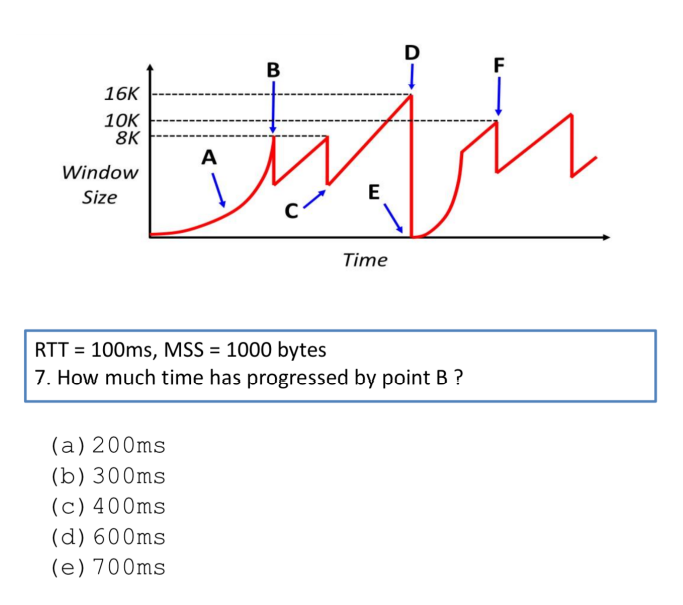 D
F
B
16K
10K
8K
A
Window
Size
E
C
Time
RTT = 100ms, MSS = 1000 bytes
7. How much time has progressed by point B ?
(a) 200ms
(b) 300ms
(c) 400ms
(d) 600ms
(e) 700ms